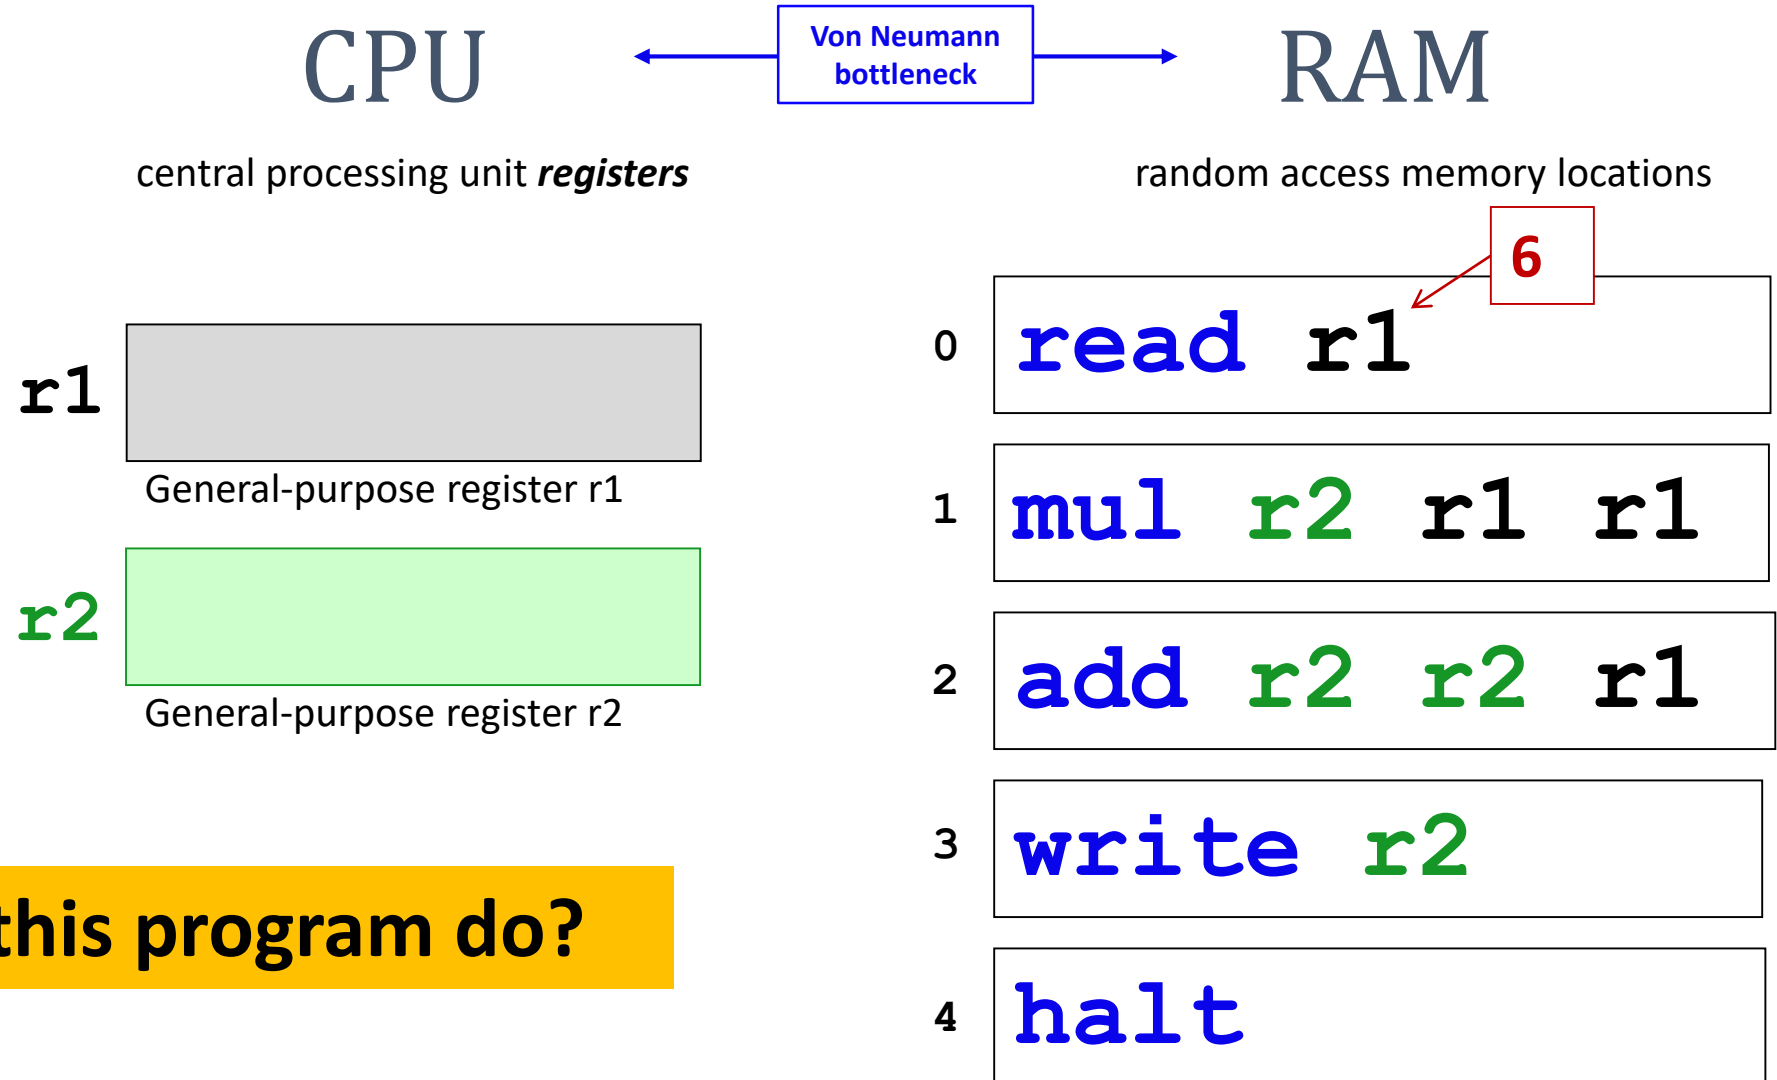 CPU
Von Neumann
bottleneck
RAM
central processing unit registers
random access memory locations
6
r1
General-purpose register r1
r2
General-purpose register r2
this program do?
0 read r1
1 mul r2 r1 r1
2 add r2 r2 r1
3 write r2
4 halt